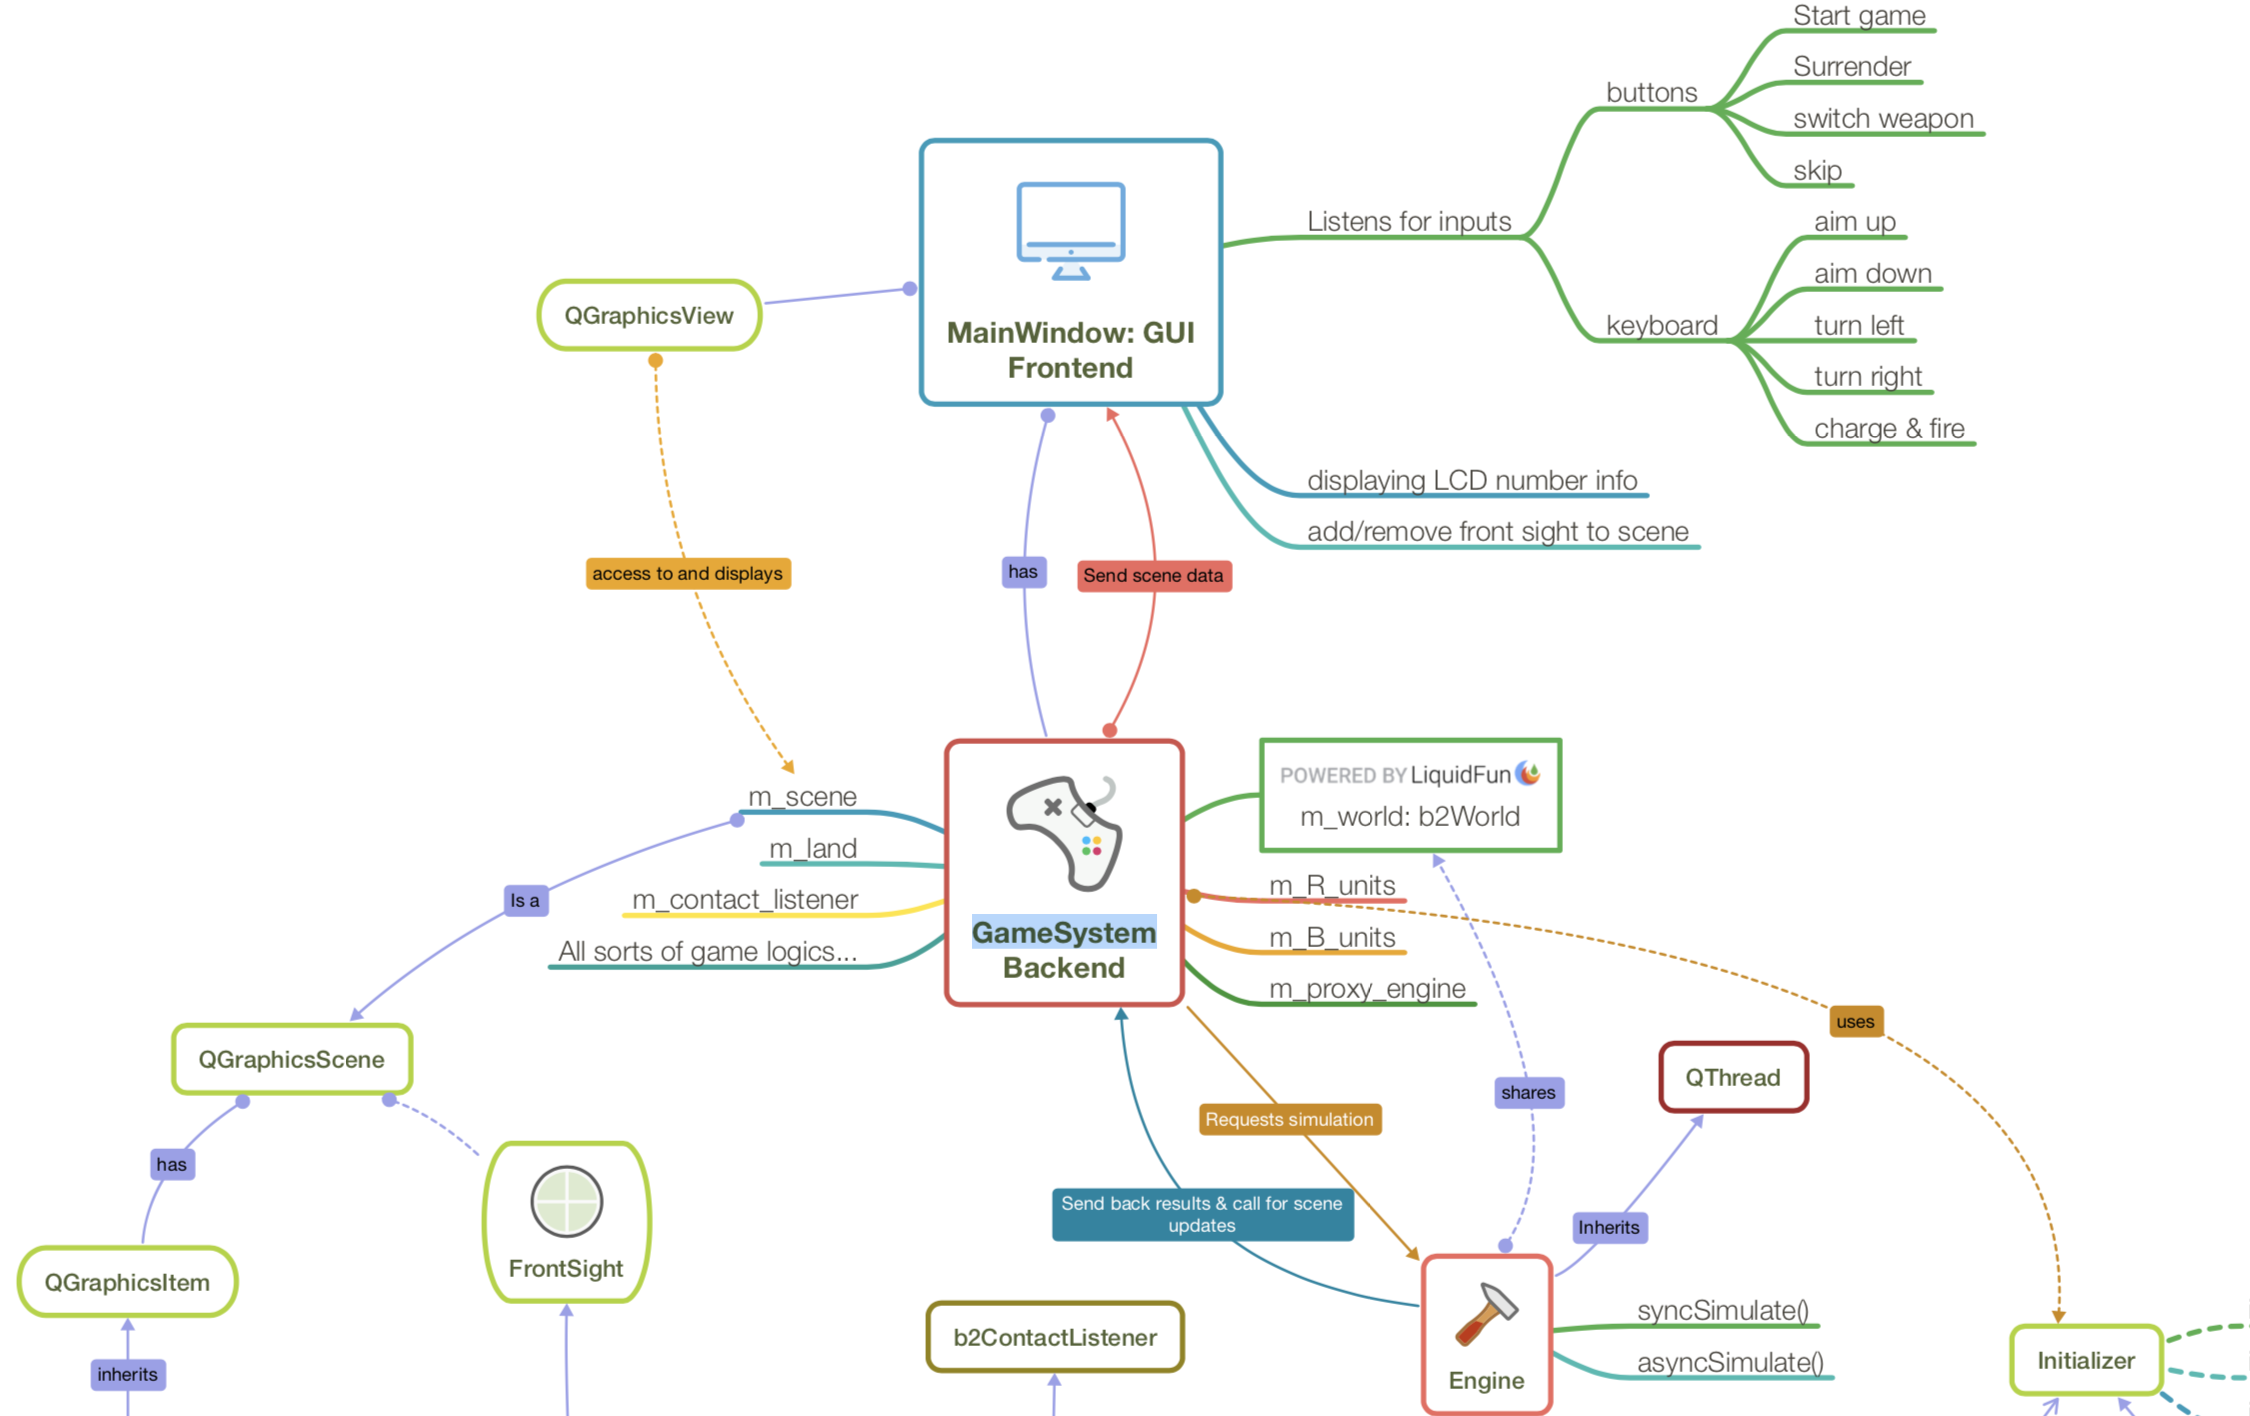 Start game
Surrender
buttons
switch weapon
skip
Listens for inputs
aim up
aim down
keyboard
turn left
turn right
charge & fire
QGraphicsView
MainWindow: GUI
Frontend
displaying LCD number info
add/remove front sight to scene
access to and displays
has
Send scene data
m_scene
m_land
m_contact_listener
All sorts of game logics...
GameSystem
Backend
POWERED BY LiquidFun
m_world: b2World
m_R_units
m_B_units
m_proxy_engine
Is a
uses
QGraphicsScene
QThread
shares
Requests simulation
has
Send back results & call for scene
updates
Inherits
FrontSight
QGraphicsItem
b2ContactListener
syncSimulate()
asyncSimulate()
Engine
Initializer
inherits